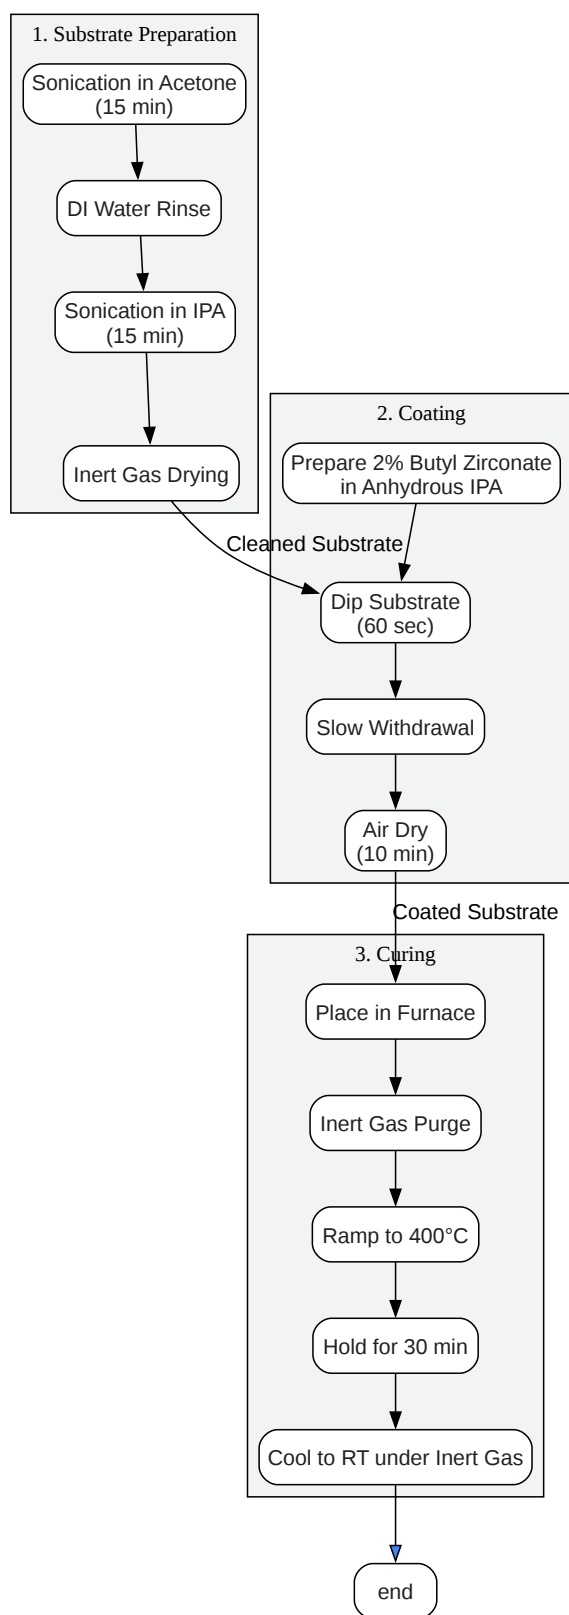 1. Substrate Preparation
Sonication in Acetone
(15 min)
DI Water Rinse
Sonication in IPA
(15 min)
Inert Gas Drying
Cleaned Substrate
2. Coating
Prepare 2% Butyl Zirconate
in Anhydrous IPA
Dip Substrate
(60 sec)
Slow Withdrawal
Air Dry
(10 min)
Coated Substrate
3. Curing
Place in Furnace
Inert Gas Purge
Ramp to 400°C
Hold for 30 min
Cool to RT under Inert Gas
end